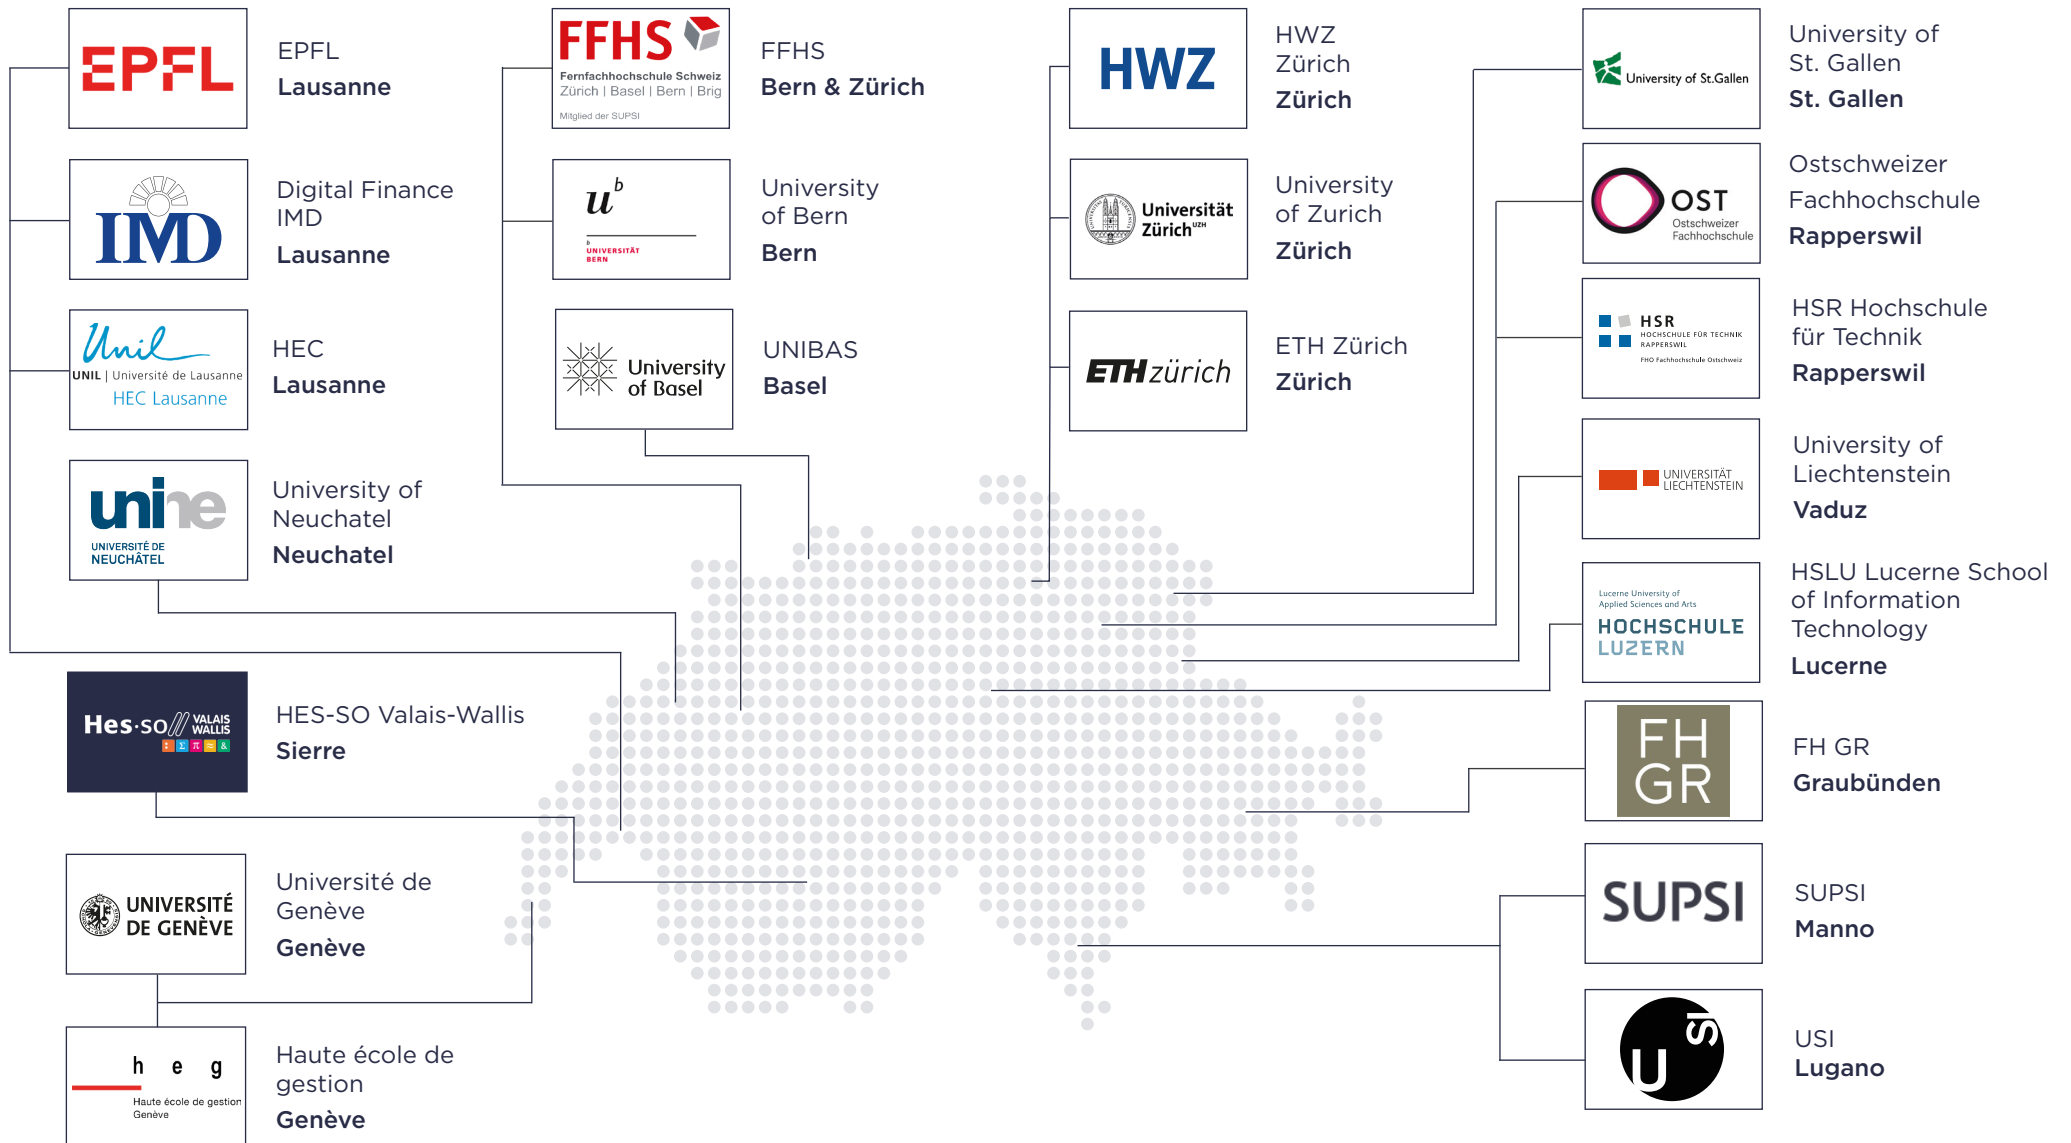 EPFL
EPFL
Lausanne
IMD
Digital Finance
IMD
Lausanne
Unil
UNIL | Université de Lausanne
HEC Lausanne
HEC
Lausanne
unine
UNIVERSITÉ DE
NEUCHÂTEL
University of
Neuchatel
Neuchatel
Hes·so VALAIS
WALLIS
Σ π ≈ &
HES-SO Valais-Wallis
Sierre
UNIVERSITÉ
DE GENÈVE
Université de
Genève
Genève
h e g
Haute école de gestion
Genève
Haute école de
gestion
Genève
FFHS
Fernfachhochschule Schweiz
Zürich | Basel | Bern | Brig
Mitglied der SUPSI
FFHS
Bern & Zürich
u b
b
UNIVERSITÄT
BERN
University
of Bern
Bern
University
of Basel
UNIBAS
Basel
HWZ
HWZ
Zürich
Zürich
Universität
Zürich UZH
University
of Zurich
Zürich
ETH zürich
ETH Zürich
Zürich
University of St.Gallen
University of
St. Gallen
St. Gallen
OST
Ostschweizer
Fachhochschule
Ostschweizer
Fachhochschule
Rapperswil
HSR
HOCHSCHULE FÜR TECHNIK
RAPPERSWIL
FHO Fachhochschule Ostschweiz
HSR Hochschule
für Technik
Rapperswil
UNIVERSITÄT
LIECHTENSTEIN
University of
Liechtenstein
Vaduz
Lucerne University of
Applied Sciences and Arts
HOCHSCHULE
LUZERN
HSLU Lucerne School
of Information
Technology
Lucerne
FH
GR
FH GR
Graubünden
SUPSI
SUPSI
Manno
USI
USI
Lugano